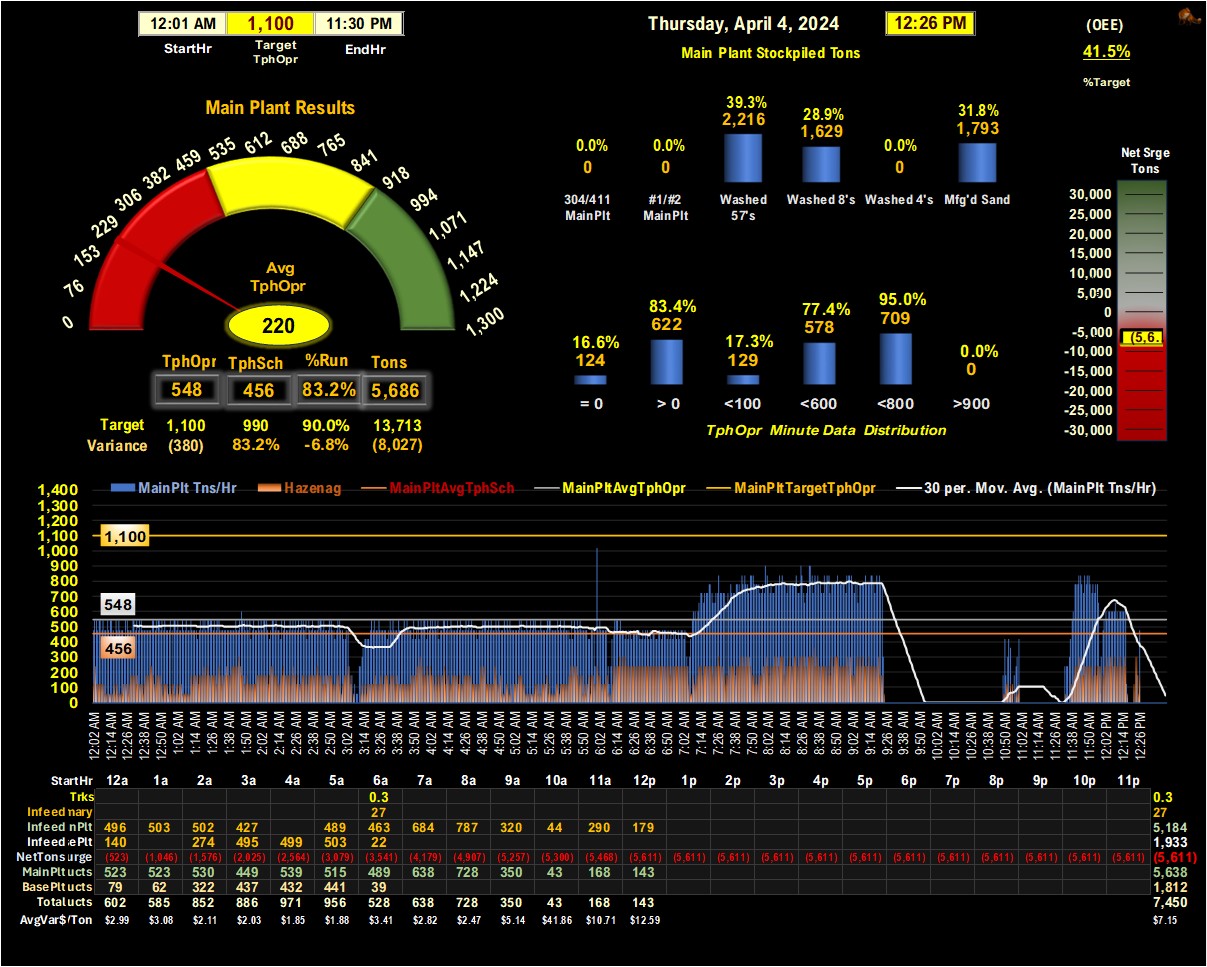 12:01 AM 1,100 11:30 PM
StartHr Target TphOpr EndHr
Thursday, April 4, 2024 12:26 PM
Main Plant Stockpiled Tons
(OEE)
41.5%
%Target
Main Plant Results
0 76 153 229 306 382 459 535 612 688 765 841 918 994 1,071 1,147 1,224 1,300
Avg
TphOpr
220
TphOpr TphSch %Run Tons
548 456 83.2% 5,686
Target 1,100 990 90.0% 13,713
Variance (380) 83.2% -6.8% (8,027)
0.0% 0.0% 39.3% 28.9% 0.0% 31.8%
0 0 2,216 1,629 0 1,793
304/411 MainPlt #1/#2 MainPlt Washed 57's Washed 8's Washed 4's Mfg'd Sand
16.6% 83.4% 17.3% 77.4% 95.0% 0.0%
124 622 129 578 709 0
= 0 > 0 <100 <600 <800 >900
TphOpr Minute Data Distribution
Net Srge
Tons
30,000
25,000
20,000
15,000
10,000
5,000
0
-5,000
(5,6.
-10,000
-15,000
-20,000
-25,000
-30,000
MainPlt Tns/Hr Hazenag MainPltAvgTphSch MainPltAvgTphOpr MainPltTargetTphOpr 30 per. Mov. Avg. (MainPlt Tns/Hr)
1,400
1,300
1,200
1,100
1,000
900
800
700
600
500
400
300
200
100
0
1,100
548
456
12:02 AM 12:14 AM 12:26 AM 12:38 AM 12:50 AM 1:02 AM 1:14 AM 1:26 AM 1:38 AM 1:50 AM 2:02 AM 2:14 AM 2:26 AM 2:38 AM 2:50 AM 3:02 AM 3:14 AM 3:26 AM 3:38 AM 3:50 AM 4:02 AM 4:14 AM 4:26 AM 4:38 AM 4:50 AM 5:02 AM 5:14 AM 5:26 AM 5:38 AM 5:50 AM 6:02 AM 6:14 AM 6:26 AM 6:38 AM 6:50 AM 7:02 AM 7:14 AM 7:26 AM 7:38 AM 7:50 AM 8:02 AM 8:14 AM 8:26 AM 8:38 AM 8:50 AM 9:02 AM 9:14 AM 9:26 AM 9:38 AM 9:50 AM 10:02 AM 10:14 AM 10:26 AM 10:38 AM 10:50 AM 11:02 AM 11:14 AM 11:26 AM 11:38 AM 11:50 AM 12:02 PM 12:14 PM 12:26 PM
StartHr 12a 1a 2a 3a 4a 5a 6a 7a 8a 9a 10a 11a 12p 1p 2p 3p 4p 5p 6p 7p 8p 9p 10p 11p
Trks 0.3 0.3
Infeed mary 27 27
Infeed nPlt 496 503 502 427 489 463 684 787 320 44 290 179 5,184
Infeed ePlt 140 274 495 499 503 22 1,933
NetTons urge (523) (1,046) (1,576) (2,025) (2,564) (3,079) (3,541) (4,179) (4,907) (5,257) (5,300) (5,468) (5,611) (5,611) (5,611) (5,611) (5,611) (5,611) (5,611) (5,611) (5,611) (5,611) (5,611) (5,611) (5,611)
MainPlt ucts 523 523 530 449 539 515 489 638 728 350 43 168 143 5,638
BasePlt ucts 79 62 322 437 432 441 39 1,812
Total ucts 602 585 852 886 971 956 528 638 728 350 43 168 143 7,450
AvgVar$/Ton $2.99 $3.08 $2.11 $2.03 $1.85 $1.88 $3.41 $2.82 $2.47 $5.14 $41.86 $10.71 $12.59 $7.15